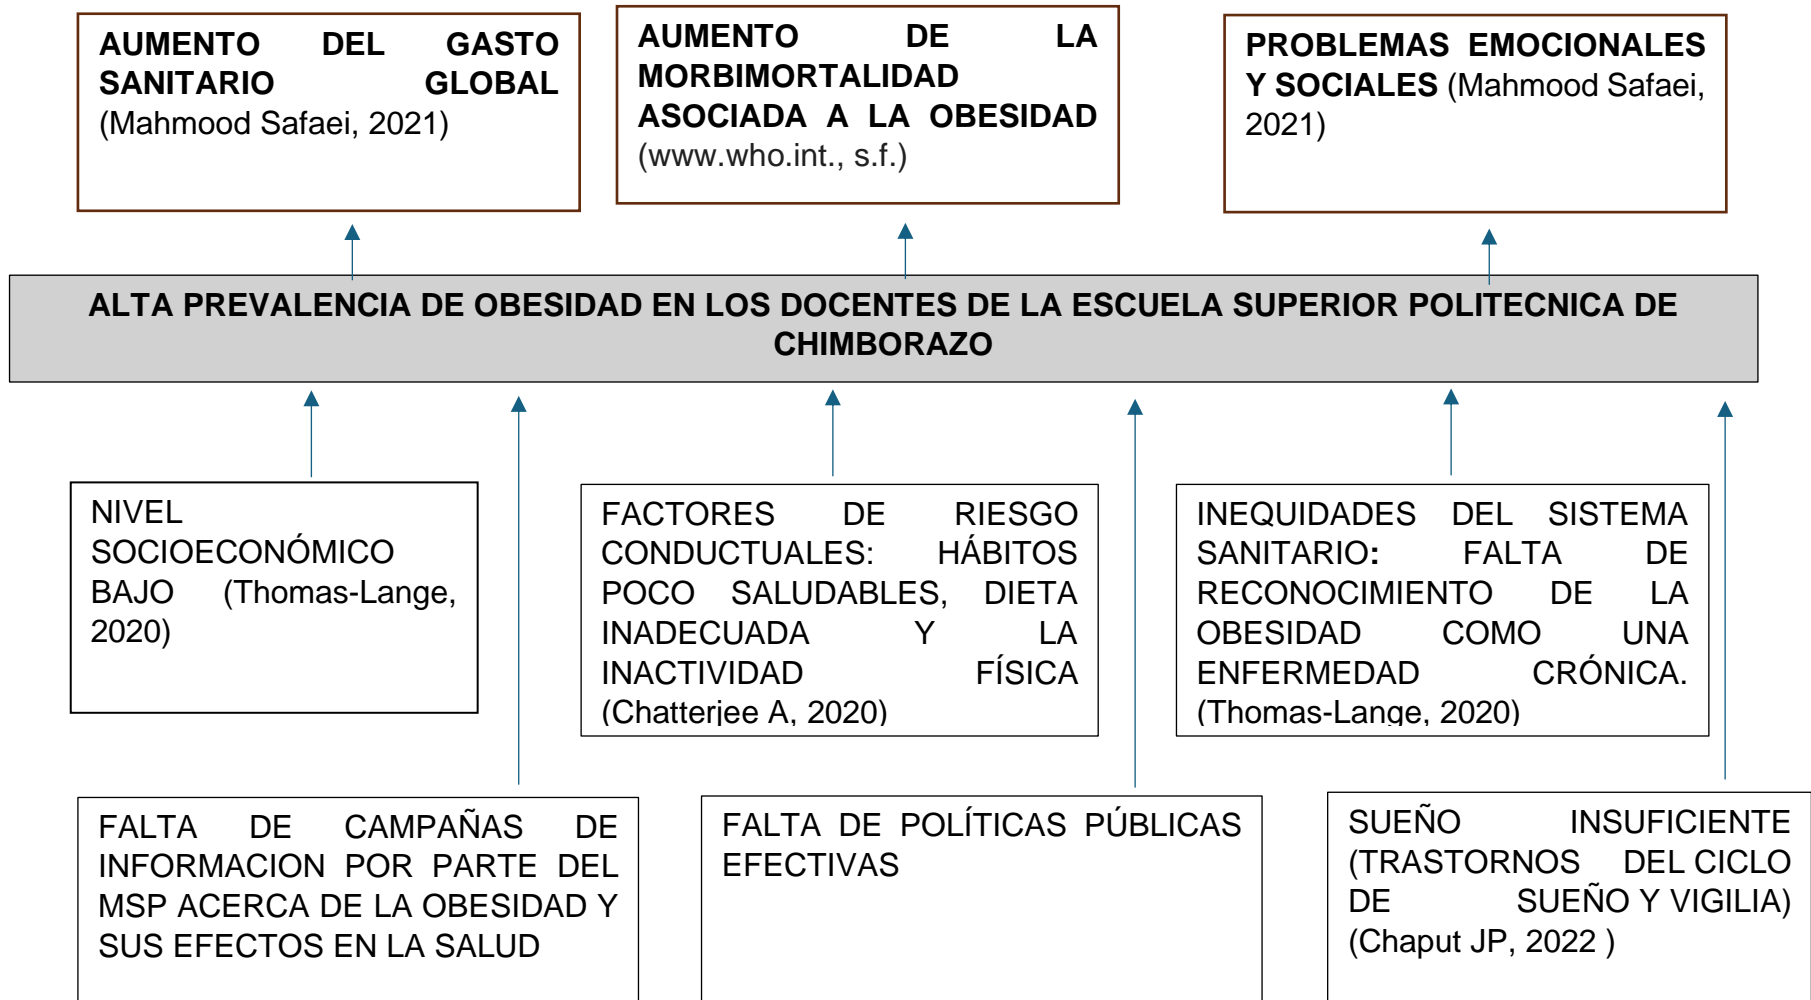 AUMENTO DEL GASTO
SANITARIO GLOBAL
(Mahmood Safaei, 2021)
AUMENTO DE LA
MORBIMORTALIDAD
ASOCIADA A LA OBESIDAD
(www.who.int., s.f.)
PROBLEMAS EMOCIONALES
Y SOCIALES (Mahmood Safaei,
2021)
ALTA PREVALENCIA DE OBESIDAD EN LOS DOCENTES DE LA ESCUELA SUPERIOR POLITECNICA DE
CHIMBORAZO
NIVEL
SOCIOECONÓMICO
BAJO (Thomas-Lange,
2020)
FACTORES DE RIESGO
CONDUCTUALES: HÁBITOS
POCO SALUDABLES, DIETA
INADECUADA Y LA
INACTIVIDAD FÍSICA
(Chatterjee A, 2020)
INEQUIDADES DEL SISTEMA
SANITARIO: FALTA DE
RECONOCIMIENTO DE LA
OBESIDAD COMO UNA
ENFERMEDAD CRÓNICA.
(Thomas-Lange, 2020)
FALTA DE CAMPAÑAS DE
INFORMACION POR PARTE DEL
MSP ACERCA DE LA OBESIDAD Y
SUS EFECTOS EN LA SALUD
FALTA DE POLÍTICAS PÚBLICAS
EFECTIVAS
SUEÑO INSUFICIENTE
(TRASTORNOS DEL CICLO
DE SUEÑO Y VIGILIA)
(Chaput JP, 2022 )